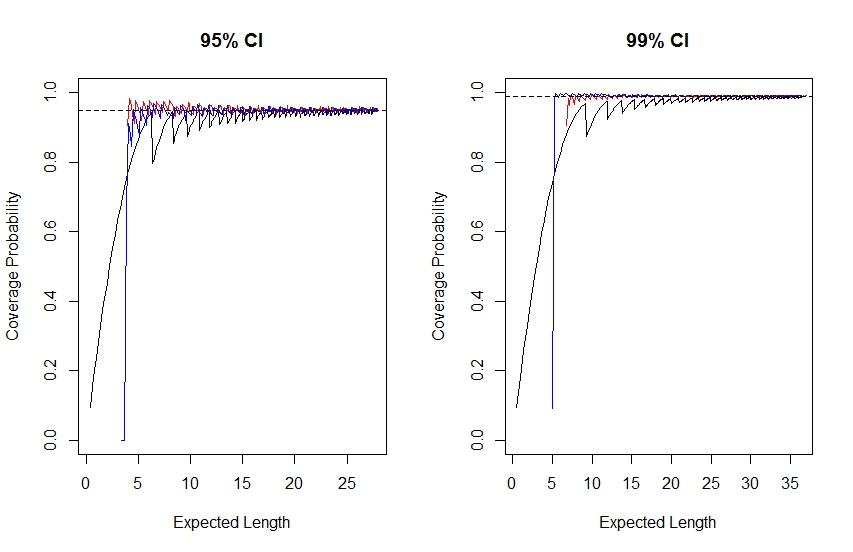 95% CI
Coverage Probability
0.0 0.2 0.4 0.6 0.8 1.0
0 5 10 15 20 25
Expected Length
99% CI
Coverage Probability
0.0 0.2 0.4 0.6 0.8 1.0
0 5 10 15 20 25 30 35
Expected Length